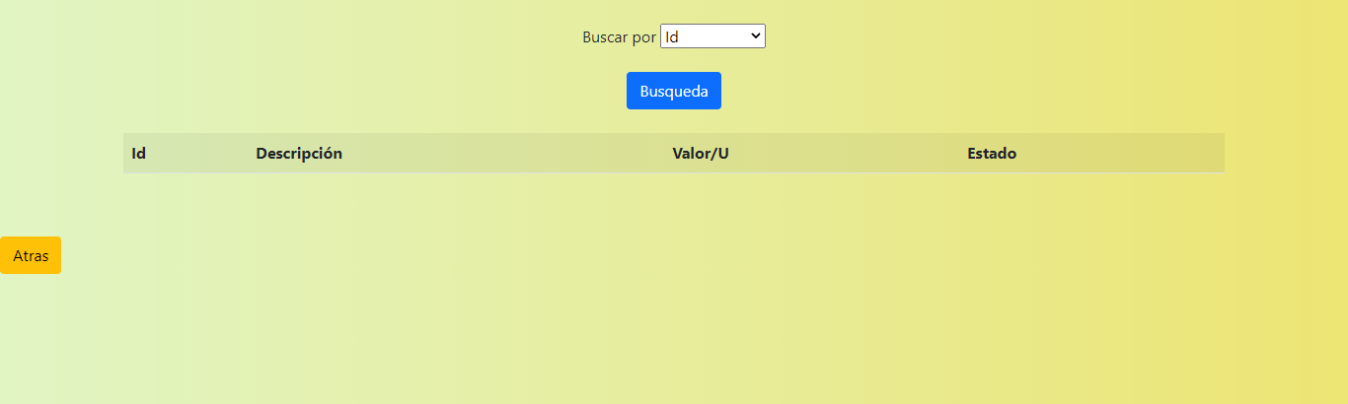 Buscar por Id
Busqueda
Id Descripción Valor/U Estado
Atras